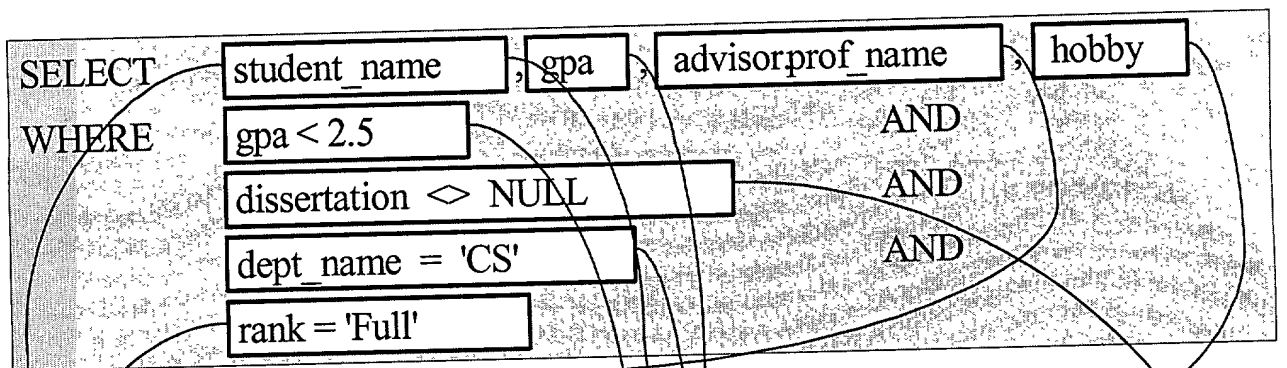 SELECT student_name , gpa , advisorprof_name , hobby
WHERE gpa < 2.5 AND
dissertation <> NULL AND
dept_name = 'CS' AND
rank = 'Full'